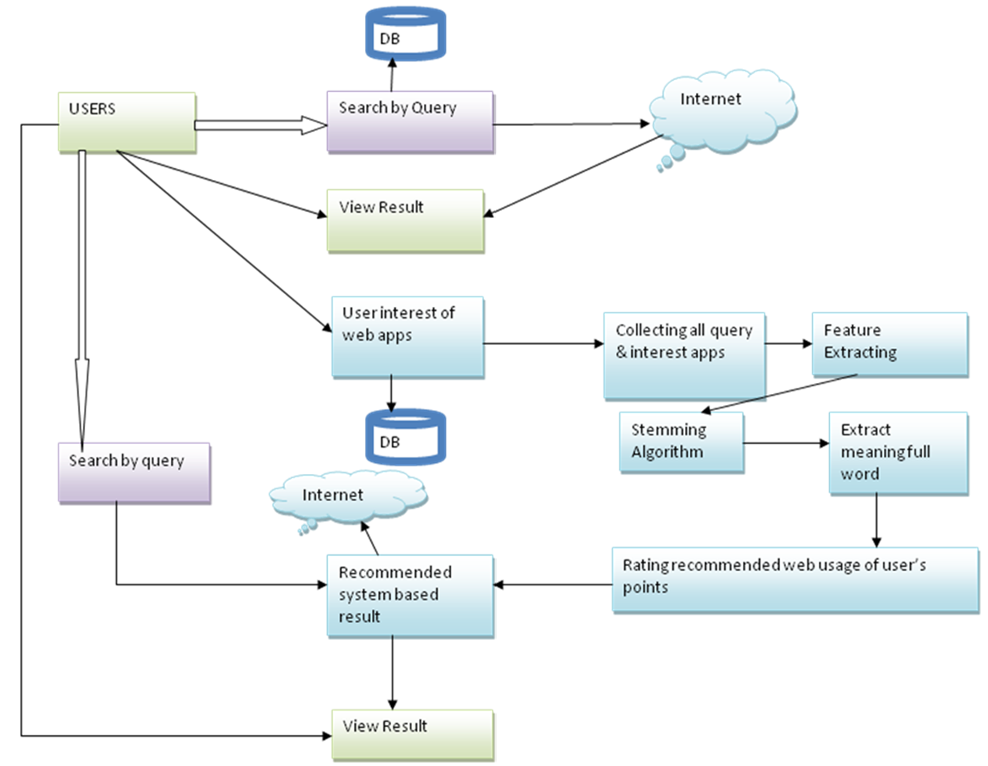 DB
USERS
Search by Query
Internet
View Result
User interest of
web apps
Collecting all query
& interest apps
Feature
Extracting
DB
Stemming
Algorithm
Extract
meaningfull
word
Search by query
Internet
Recommended
system based
result
Rating recommended web usage of user's
points
View Result